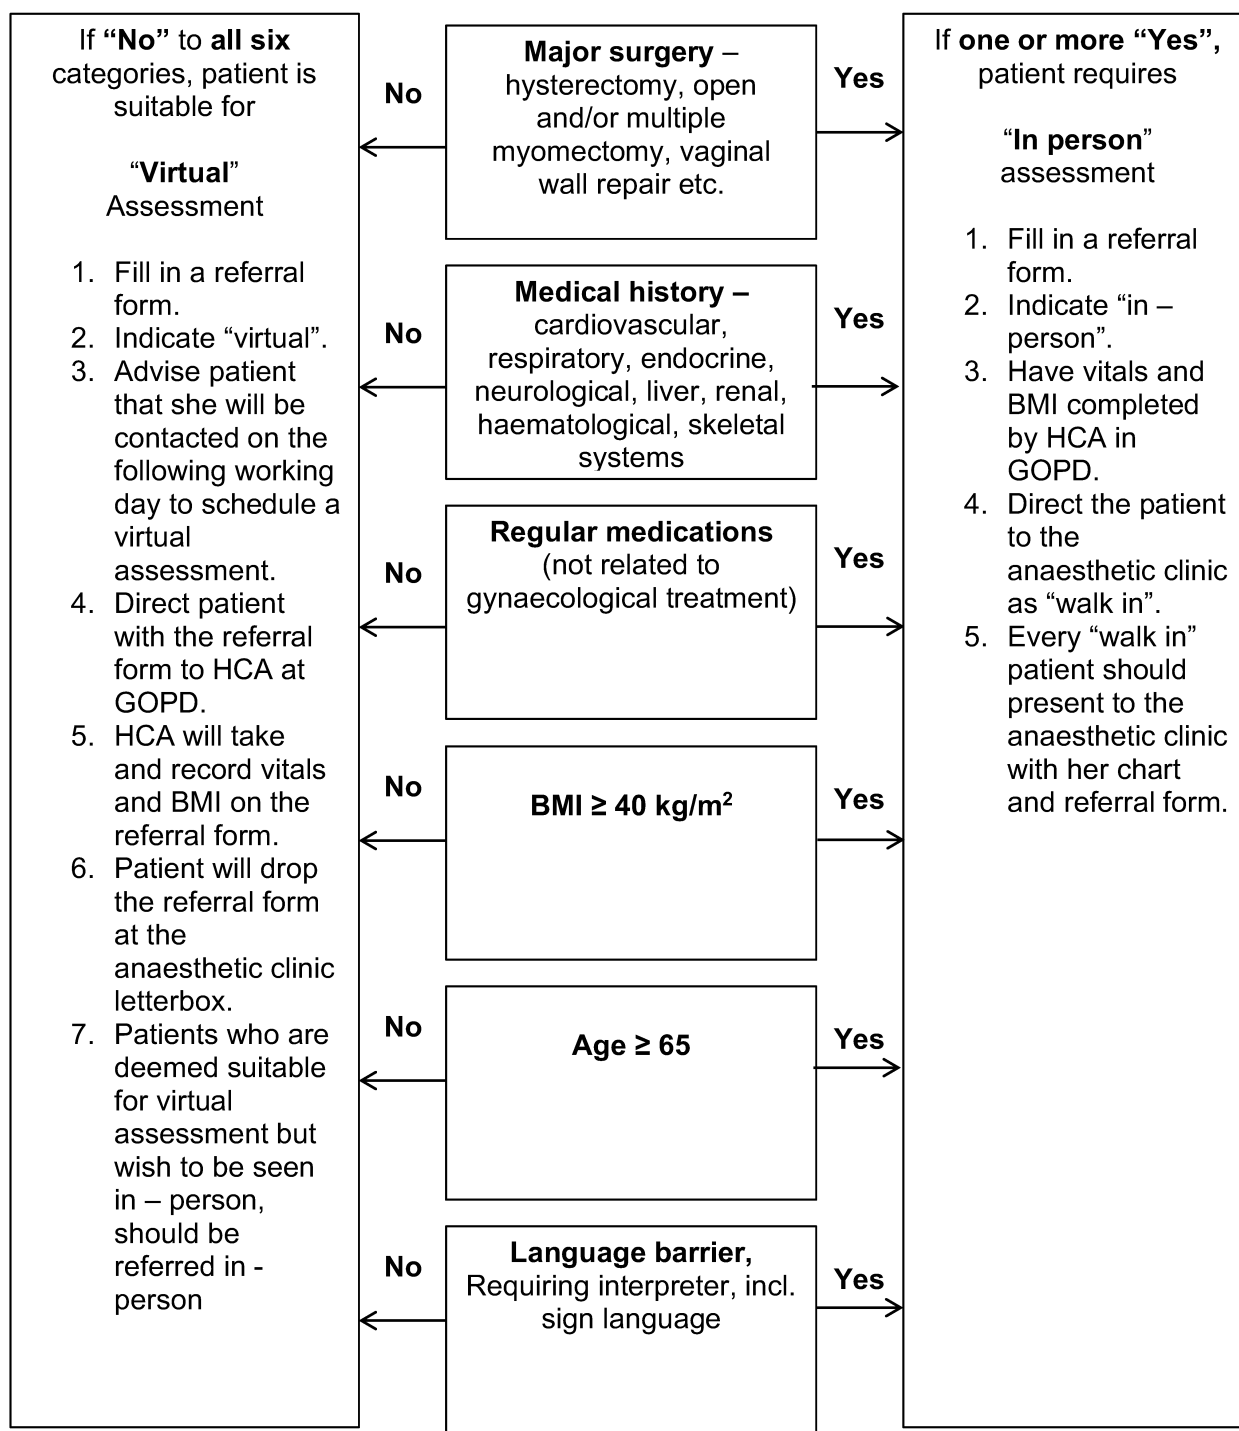 If “No” to all six
categories, patient is
suitable for
“Virtual”
Assessment
1. Fill in a referral
form.
2. Indicate “virtual”.
3. Advise patient
that she will be
contacted on the
following working
day to schedule a
virtual
assessment.
4. Direct patient
with the referral
form to HCA at
GOPD.
5. HCA will take
and record vitals
and BMI on the
referral form.
6. Patient will drop
the referral form
at the
anaesthetic clinic
letterbox.
7. Patients who are
deemed suitable
for virtual
assessment but
wish to be seen
in – person,
should be
referred in -
person
No
Major surgery –
hysterectomy, open
and/or multiple
myomectomy, vaginal
wall repair etc.
Yes
No
Medical history –
cardiovascular,
respiratory, endocrine,
neurological, liver, renal,
haematological, skeletal
systems
Yes
No
Regular medications
(not related to
gynaecological treatment)
Yes
No
BMI ≥ 40 kg/m²
Yes
No
Age ≥ 65
Yes
No
Language barrier,
Requiring interpreter, incl.
sign language
Yes
If one or more “Yes”,
patient requires
“In person”
assessment
1. Fill in a referral
form.
2. Indicate “in –
person”.
3. Have vitals and
BMI completed
by HCA in
GOPD.
4. Direct the patient
to the
anaesthetic clinic
as “walk in”.
5. Every “walk in”
patient should
present to the
anaesthetic clinic
with her chart
and referral form.